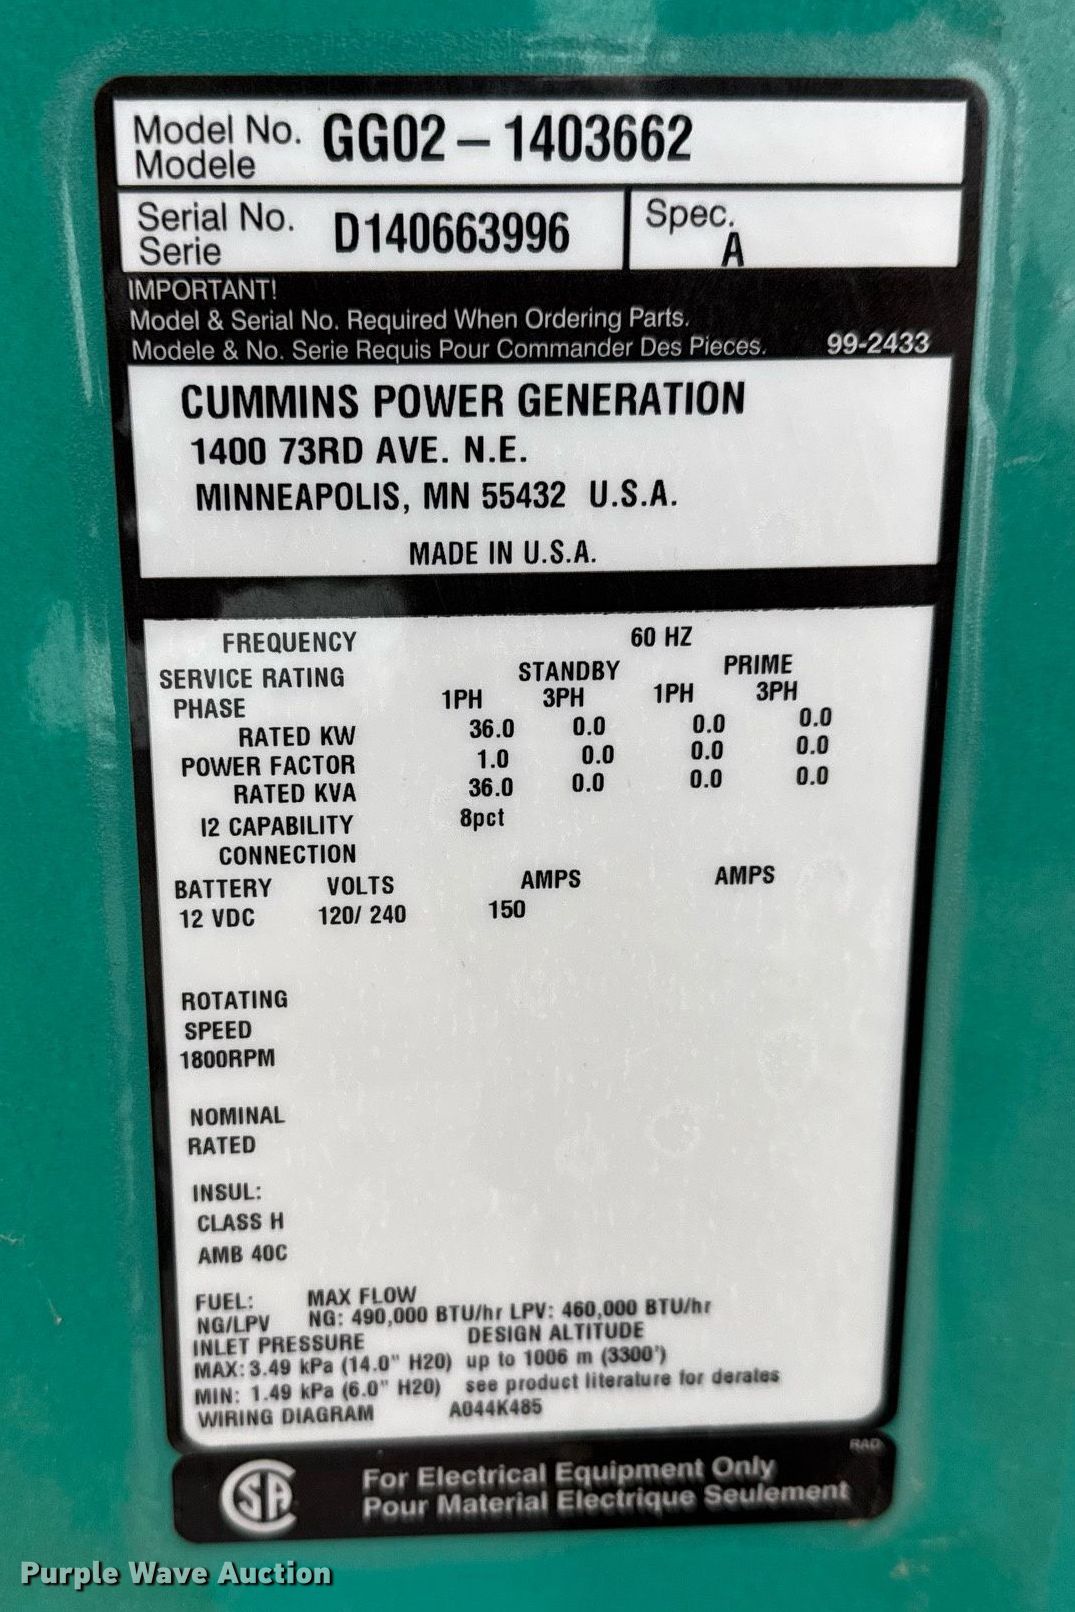 Model No. GG02 – 1403662
Modele
Serial No. D140663996
Serie
Spec.
A
IMPORTANT!
Model & Serial No. Required When Ordering Parts.
Modele & No. Serie Requis Pour Commander Des Pieces. 99-2433
CUMMINS POWER GENERATION
1400 73RD AVE. N.E.
MINNEAPOLIS, MN 55432 U.S.A.
MADE IN U.S.A.
FREQUENCY 60 HZ
SERVICE RATING STANDBY PRIME
PHASE 1PH 3PH 1PH 3PH
RATED KW 36.0 0.0 0.0 0.0
POWER FACTOR 1.0 0.0 0.0 0.0
RATED KVA 36.0 0.0 0.0 0.0
I2 CAPABILITY 8pct
CONNECTION
BATTERY VOLTS AMPS AMPS
12 VDC 120/ 240 150
ROTATING
SPEED
1800RPM
NOMINAL
RATED
INSUL:
CLASS H
AMB 40C
FUEL: MAX FLOW
NG/LPV NG: 490,000 BTU/hr LPV: 460,000 BTU/hr
INLET PRESSURE DESIGN ALTITUDE
MAX: 3.49 kPa (14.0" H20) up to 1006 m (3300')
MIN: 1.49 kPa (6.0" H20) see product literature for derates
WIRING DIAGRAM A044K485
RAD
SA
For Electrical Equipment Only
Pour Material Electrique Seulement
Purple Wave Auction